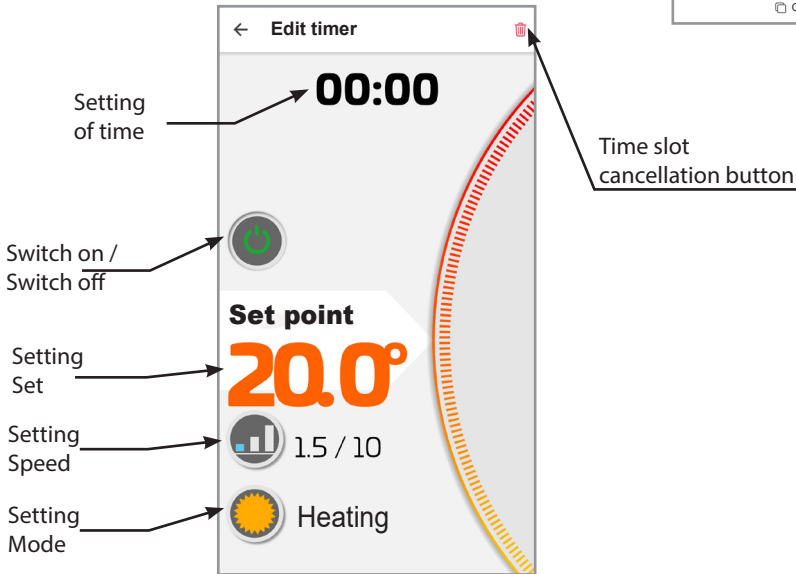 Edit timer
00:00
Setting
of time
Time slot
cancellation button
Switch on /
Switch off
Set point
20.0°
Setting
Set
Setting
Speed
1.5 / 10
Setting
Mode
Heating